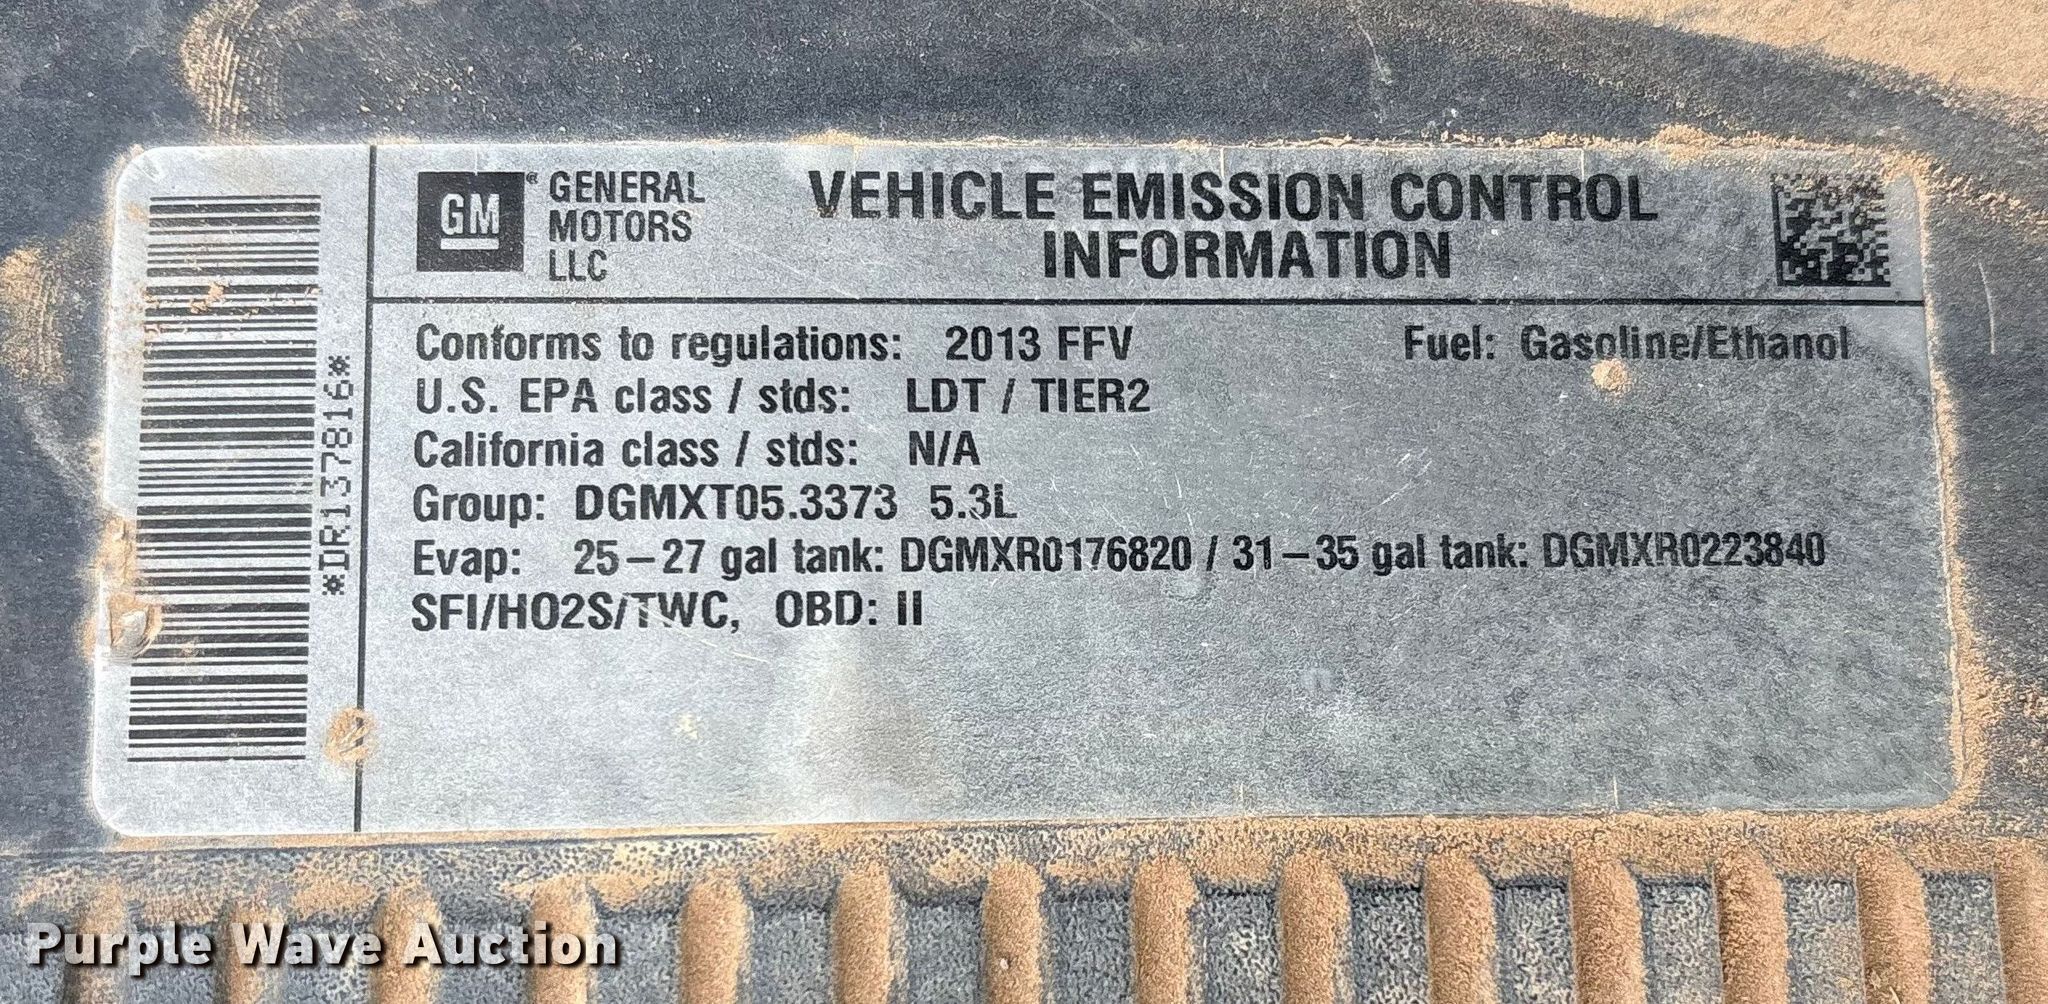 *DR137816*
GM® GENERAL
MOTORS
LLC
VEHICLE EMISSION CONTROL
INFORMATION
Conforms to regulations: 2013 FFV Fuel: Gasoline/Ethanol
U.S. EPA class / stds: LDT / TIER2
California class / stds: N/A
Group: DGMXT05.3373 5.3L
Evap: 25–27 gal tank: DGMXR0176820 / 31–35 gal tank: DGMXR0223840
SFI/HO2S/TWC, OBD: II
Purple Wave Auction